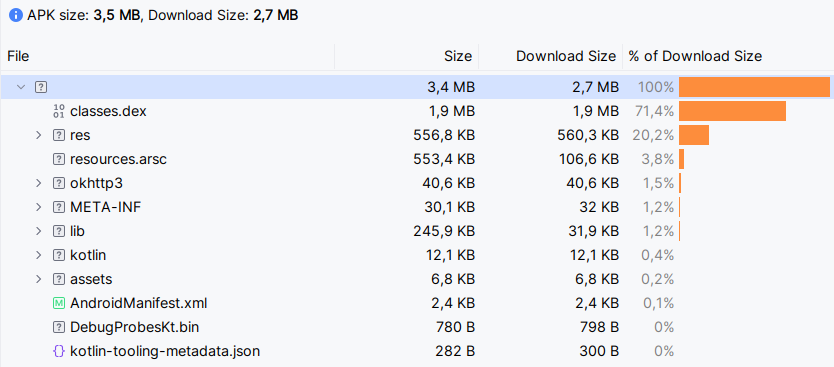 APK size: 3,5 MB, Download Size: 2,7 MB
File Size Download Size % of Download Size
3,4 MB 2,7 MB 100%
classes.dex 1,9 MB 1,9 MB 71,4%
res 556,8 KB 560,3 KB 20,2%
resources.arsc 553,4 KB 106,6 KB 3,8%
okhttp3 40,6 KB 40,6 KB 1,5%
META-INF 30,1 KB 32 KB 1,2%
lib 245,9 KB 31,9 KB 1,2%
kotlin 12,1 KB 12,1 KB 0,4%
assets 6,8 KB 6,8 KB 0,2%
AndroidManifest.xml 2,4 KB 2,4 KB 0,1%
DebugProbesKt.bin 780 B 798 B 0%
kotlin-tooling-metadata.json 282 B 300 B 0%